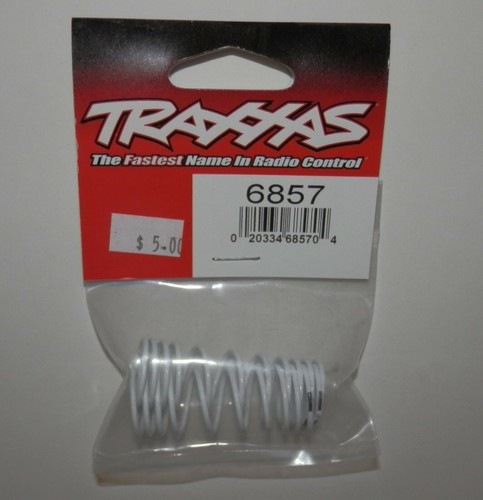 TRAXXAS
The Fastest Name In Radio Control
6857
$ 5.00
0 20334 68570 4